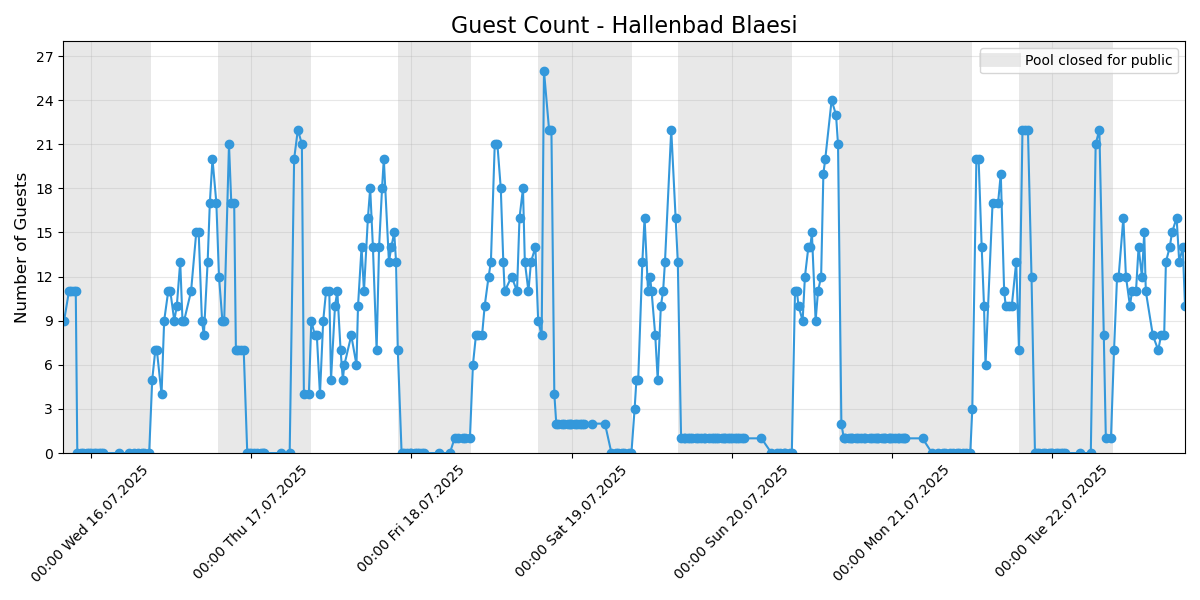 Guest Count - Hallenbad Blaesi
Pool closed for public
Number of Guests
27
24
21
18
15
12
9
6
3
0
00:00 Wed 16.07.2025
00:00 Thu 17.07.2025
00:00 Fri 18.07.2025
00:00 Sat 19.07.2025
00:00 Sun 20.07.2025
00:00 Mon 21.07.2025
00:00 Tue 22.07.2025